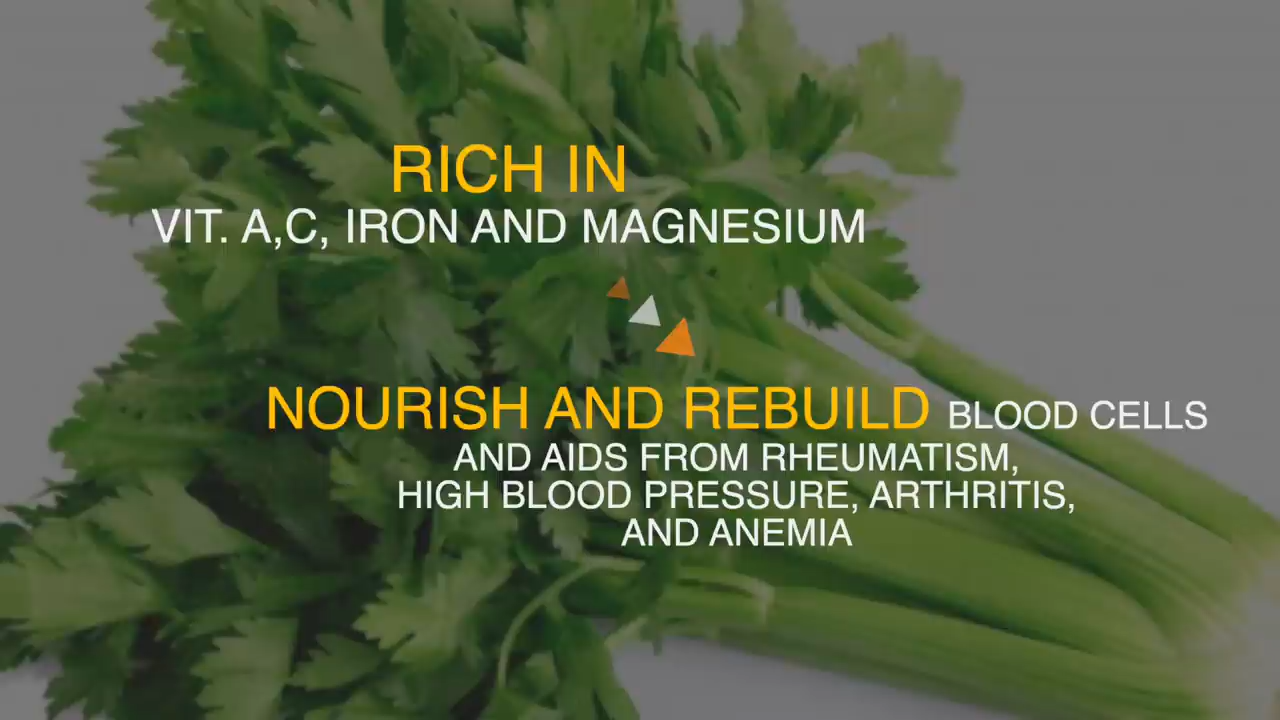 RICH IN
VIT. A,C, IRON AND MAGNESIUM
NOURISH AND REBUILD BLOOD CELLS
AND AIDS FROM RHEUMATISM,
HIGH BLOOD PRESSURE, ARTHRITIS,
AND ANEMIA